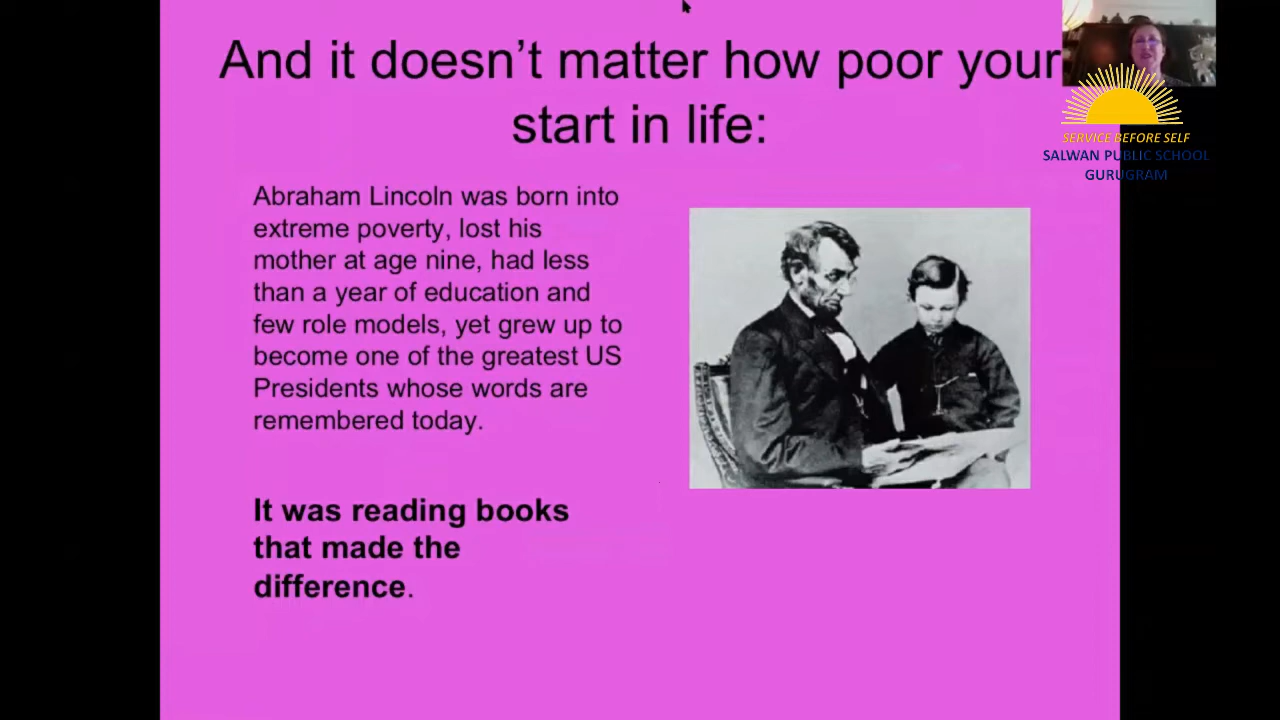 And it doesn't matter how poor your
start in life:
SERVICE BEFORE SELF
SALWAN PUBLIC SCHOOL
GURUGRAM
Abraham Lincoln was born into
extreme poverty, lost his
mother at age nine, had less
than a year of education and
few role models, yet grew up to
become one of the greatest US
Presidents whose words are
remembered today.
It was reading books
that made the
difference.